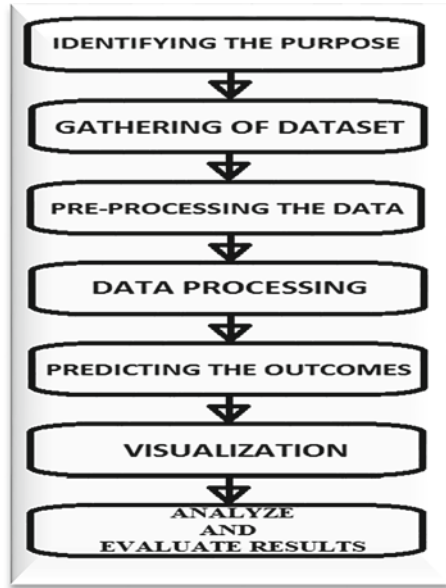 IDENTIFYING THE PURPOSE
GATHERING OF DATASET
PRE-PROCESSING THE DATA
DATA PROCESSING
PREDICTING THE OUTCOMES
VISUALIZATION
ANALYZE
AND
EVALUATE RESULTS